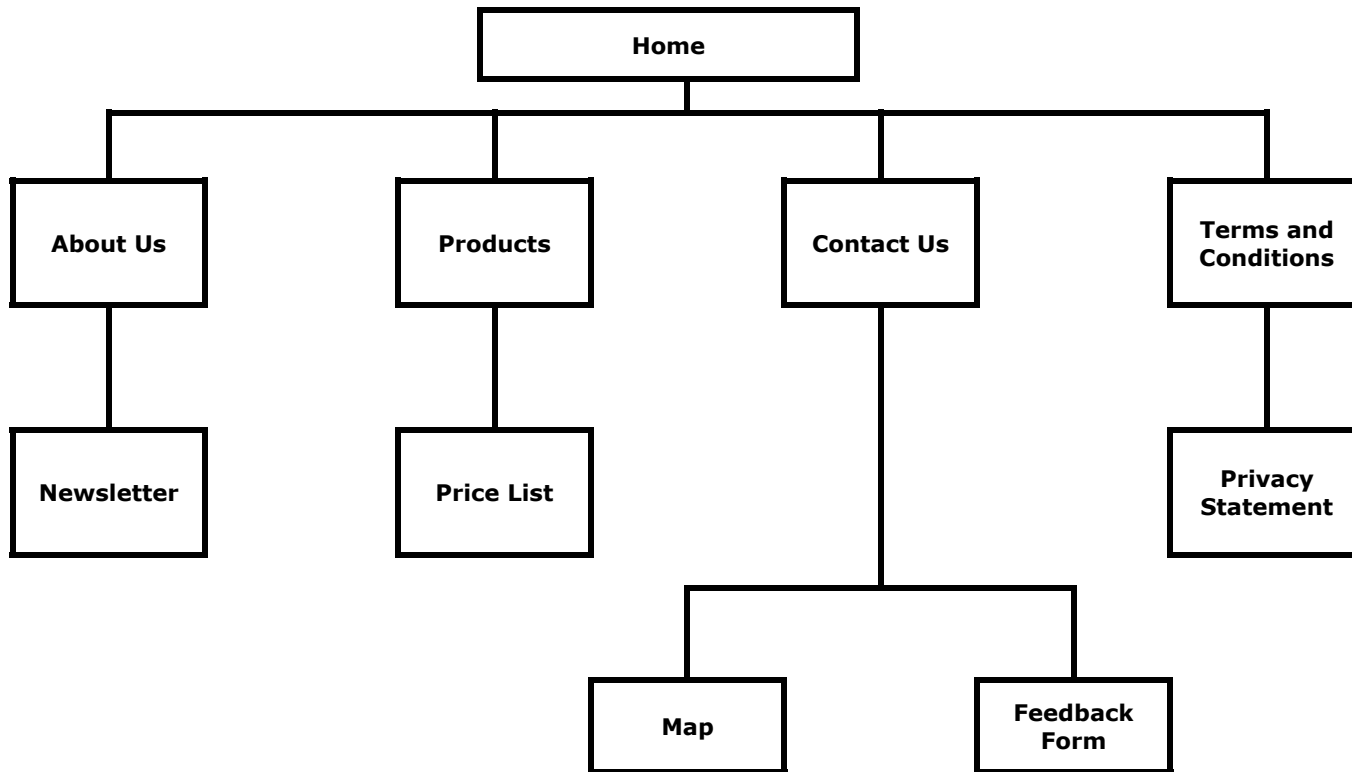 Home
About Us
Products
Contact Us
Terms and
Conditions
Newsletter
Price List
Privacy
Statement
Map
Feedback
Form